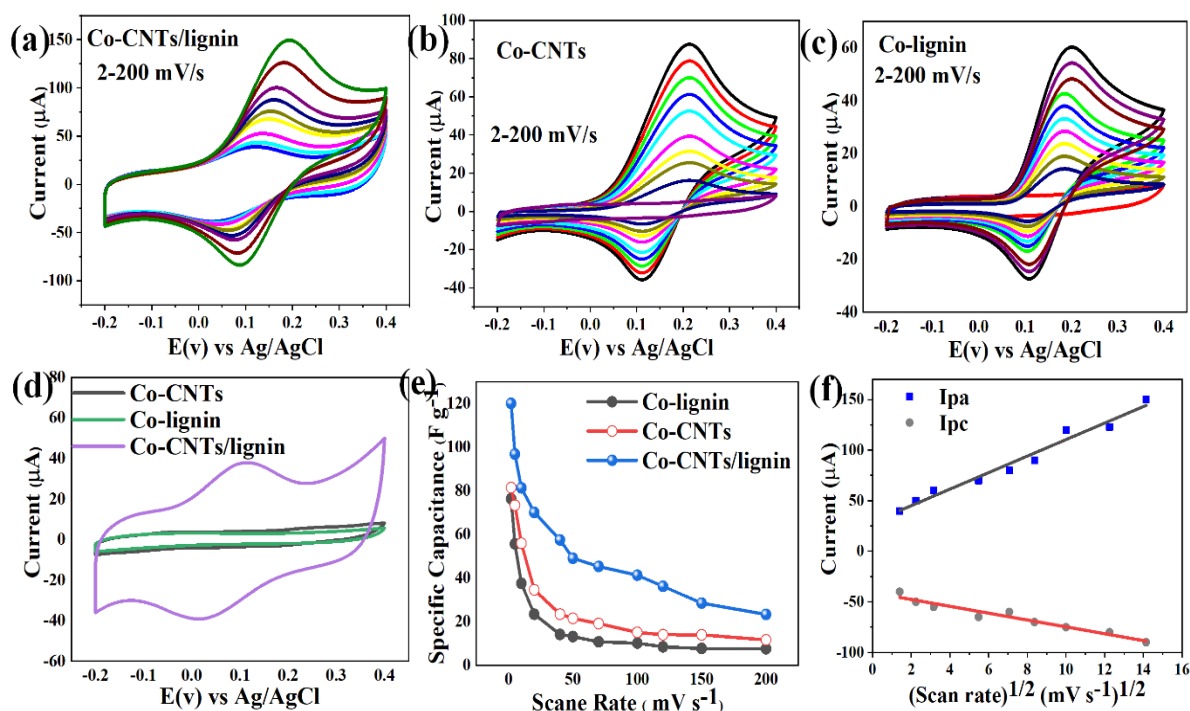 (a)
Co-CNTs/lignin
2-200 mV/s
150
100
50
0
-50
-100
Current (µA)
-0.2 -0.1 0.0 0.1 0.2 0.3 0.4
E(v) vs Ag/AgCl
(b)
Co-CNTs
2-200 mV/s
100
80
60
40
20
0
-20
-40
Current (µA)
-0.2 -0.1 0.0 0.1 0.2 0.3 0.4
E(v) vs Ag/AgCl
(c)
Co-lignin
2-200 mV/s
60
40
20
0
-20
-40
Current (µA)
-0.2 -0.1 0.0 0.1 0.2 0.3 0.4
E(v) vs Ag/AgCl
(d)
Co-CNTs
Co-lignin
Co-CNTs/lignin
80
60
40
20
0
-20
-40
-60
Current (µA)
-0.2 -0.1 0.0 0.1 0.2 0.3 0.4
E(v) vs Ag/AgCl
(e)
Co-lignin
Co-CNTs
Co-CNTs/lignin
120
100
80
60
40
20
0
Specific Capacitance (F g-1)
0 50 100 150 200
Scane Rate ( mV s-1)
(f)
Ipa
Ipc
150
100
50
0
-50
-100
Current (µA)
0 2 4 6 8 10 12 14 16
(Scan rate)1/2 (mV s-1)1/2